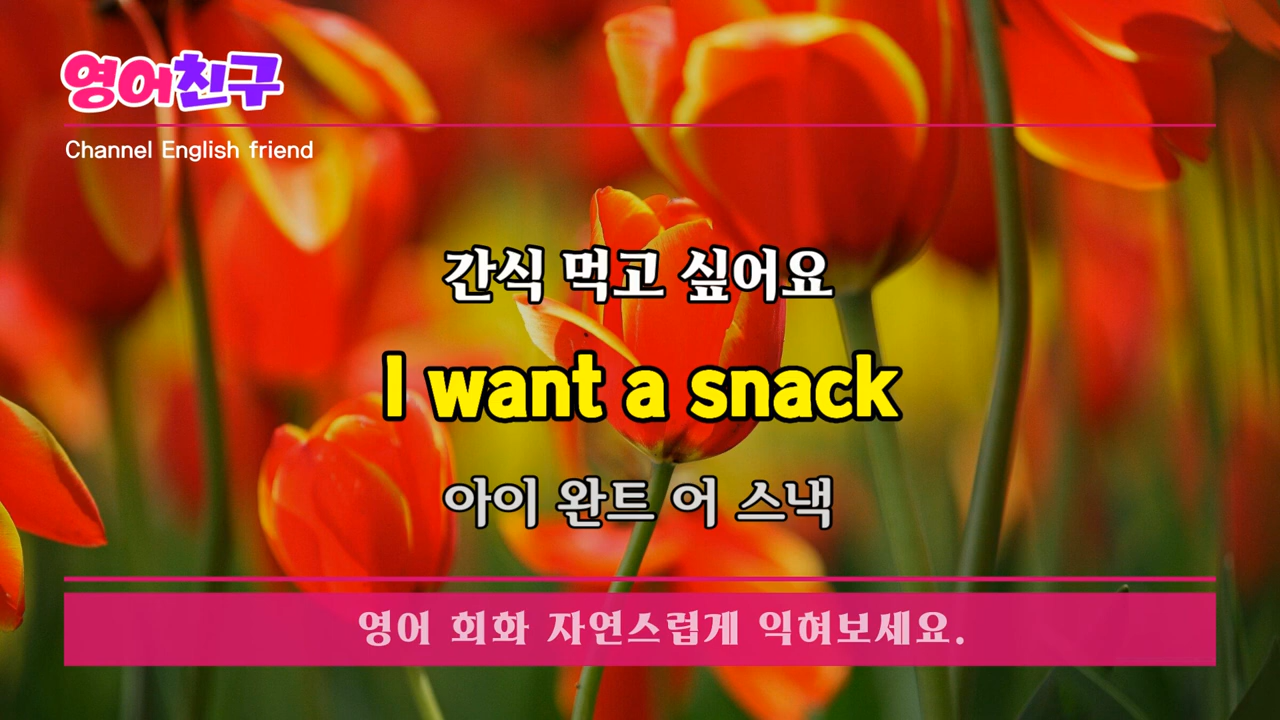 영어친구
Channel English friend
간식 먹고 싶어요
I want a snack
아이 완트 어 스낵
영어 회화 자연스럽게 익혀보세요.